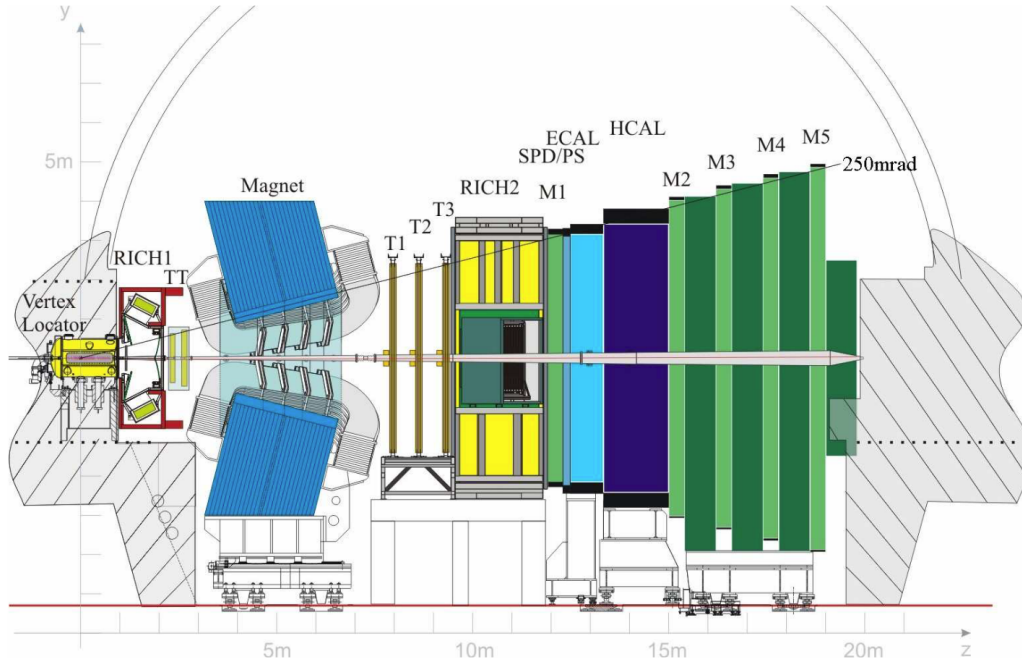 y
5m
Vertex
Locator
RICH1
TT
Magnet
T1
T2
T3
RICH2
M1
SPD/PS
ECAL
HCAL
M2
M3
M4
M5
250mrad
5m
10m
15m
20m
z